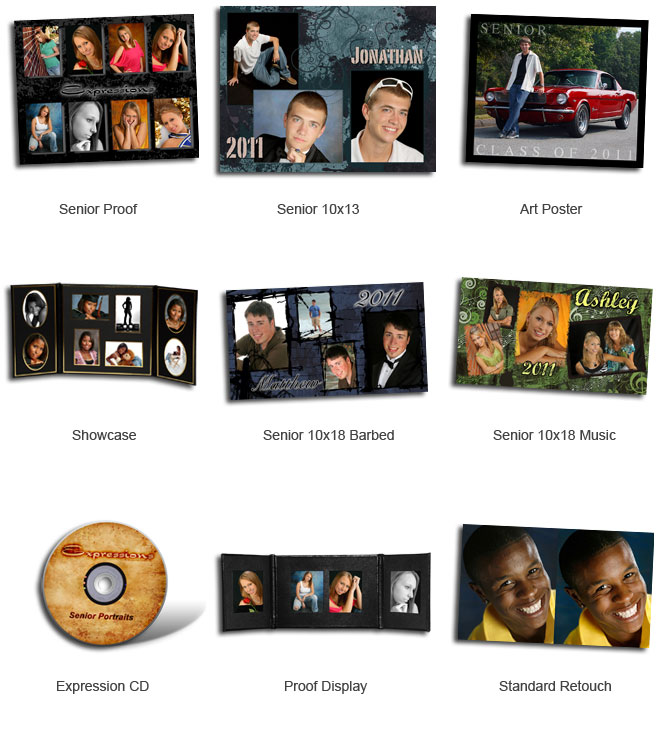 Expressions
JONATHAN
2011
SENIOR
CLASS OF 2011
Senior Proof
Senior 10x13
Art Poster
2011
Matthew
Ashley
2011
Showcase
Senior 10x18 Barbed
Senior 10x18 Music
Expressions
Senior Portraits
Expression CD
Proof Display
Standard Retouch